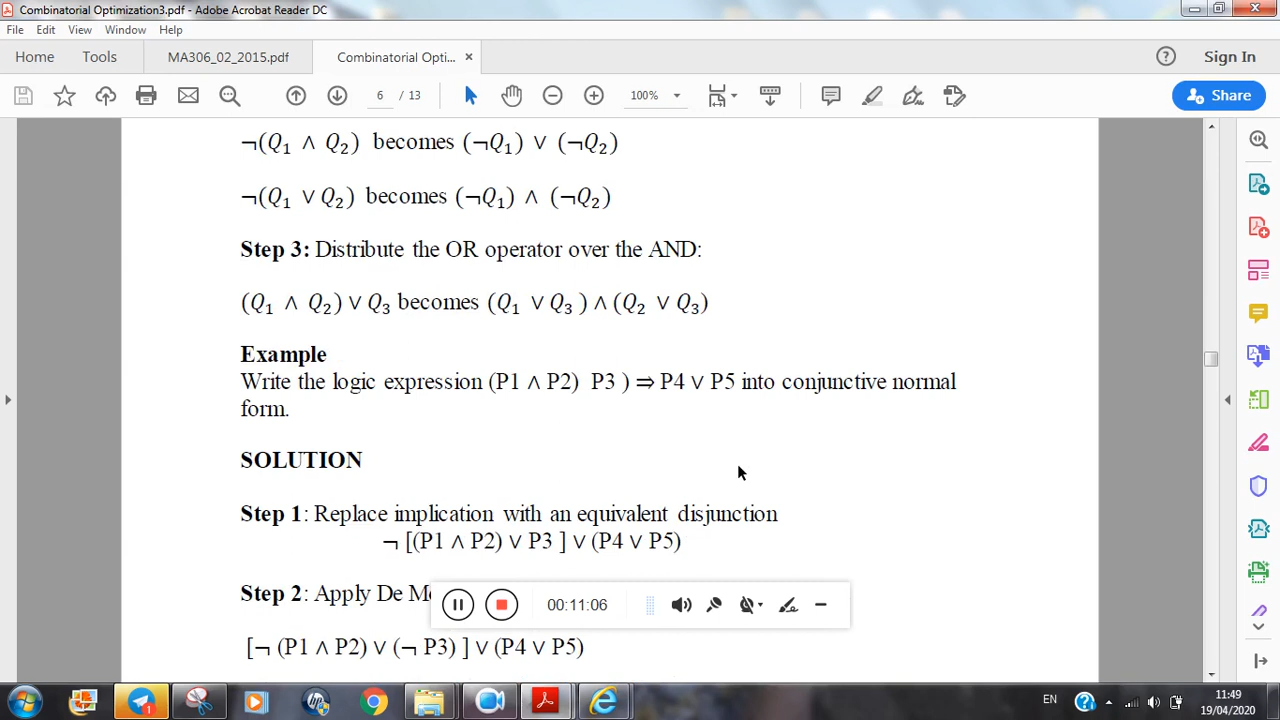 Combinatorial Optimization3.pdf - Adobe Acrobat Reader DC
File Edit View Window Help
Home Tools MA306_02_2015.pdf Combinatorial Opti... × Sign In
6 / 13 100% Share
¬(Q₁ ∧ Q₂) becomes (¬Q₁) ∨ (¬Q₂)
¬(Q₁ ∨ Q₂) becomes (¬Q₁) ∧ (¬Q₂)
Step 3: Distribute the OR operator over the AND:
(Q₁ ∧ Q₂) ∨ Q₃ becomes (Q₁ ∨ Q₃ ) ∧ (Q₂ ∨ Q₃)
Example
Write the logic expression (P1 ∧ P2) P3 ) ⇒ P4 ∨ P5 into conjunctive normal
form.
SOLUTION
Step 1: Replace implication with an equivalent disjunction
¬ [(P1 ∧ P2) ∨ P3 ] ∨ (P4 ∨ P5)
Step 2: Apply De M
00:11:06
[¬ (P1 ∧ P2) ∨ (¬ P3) ] ∨ (P4 ∨ P5)
EN 11:49
19/04/2020